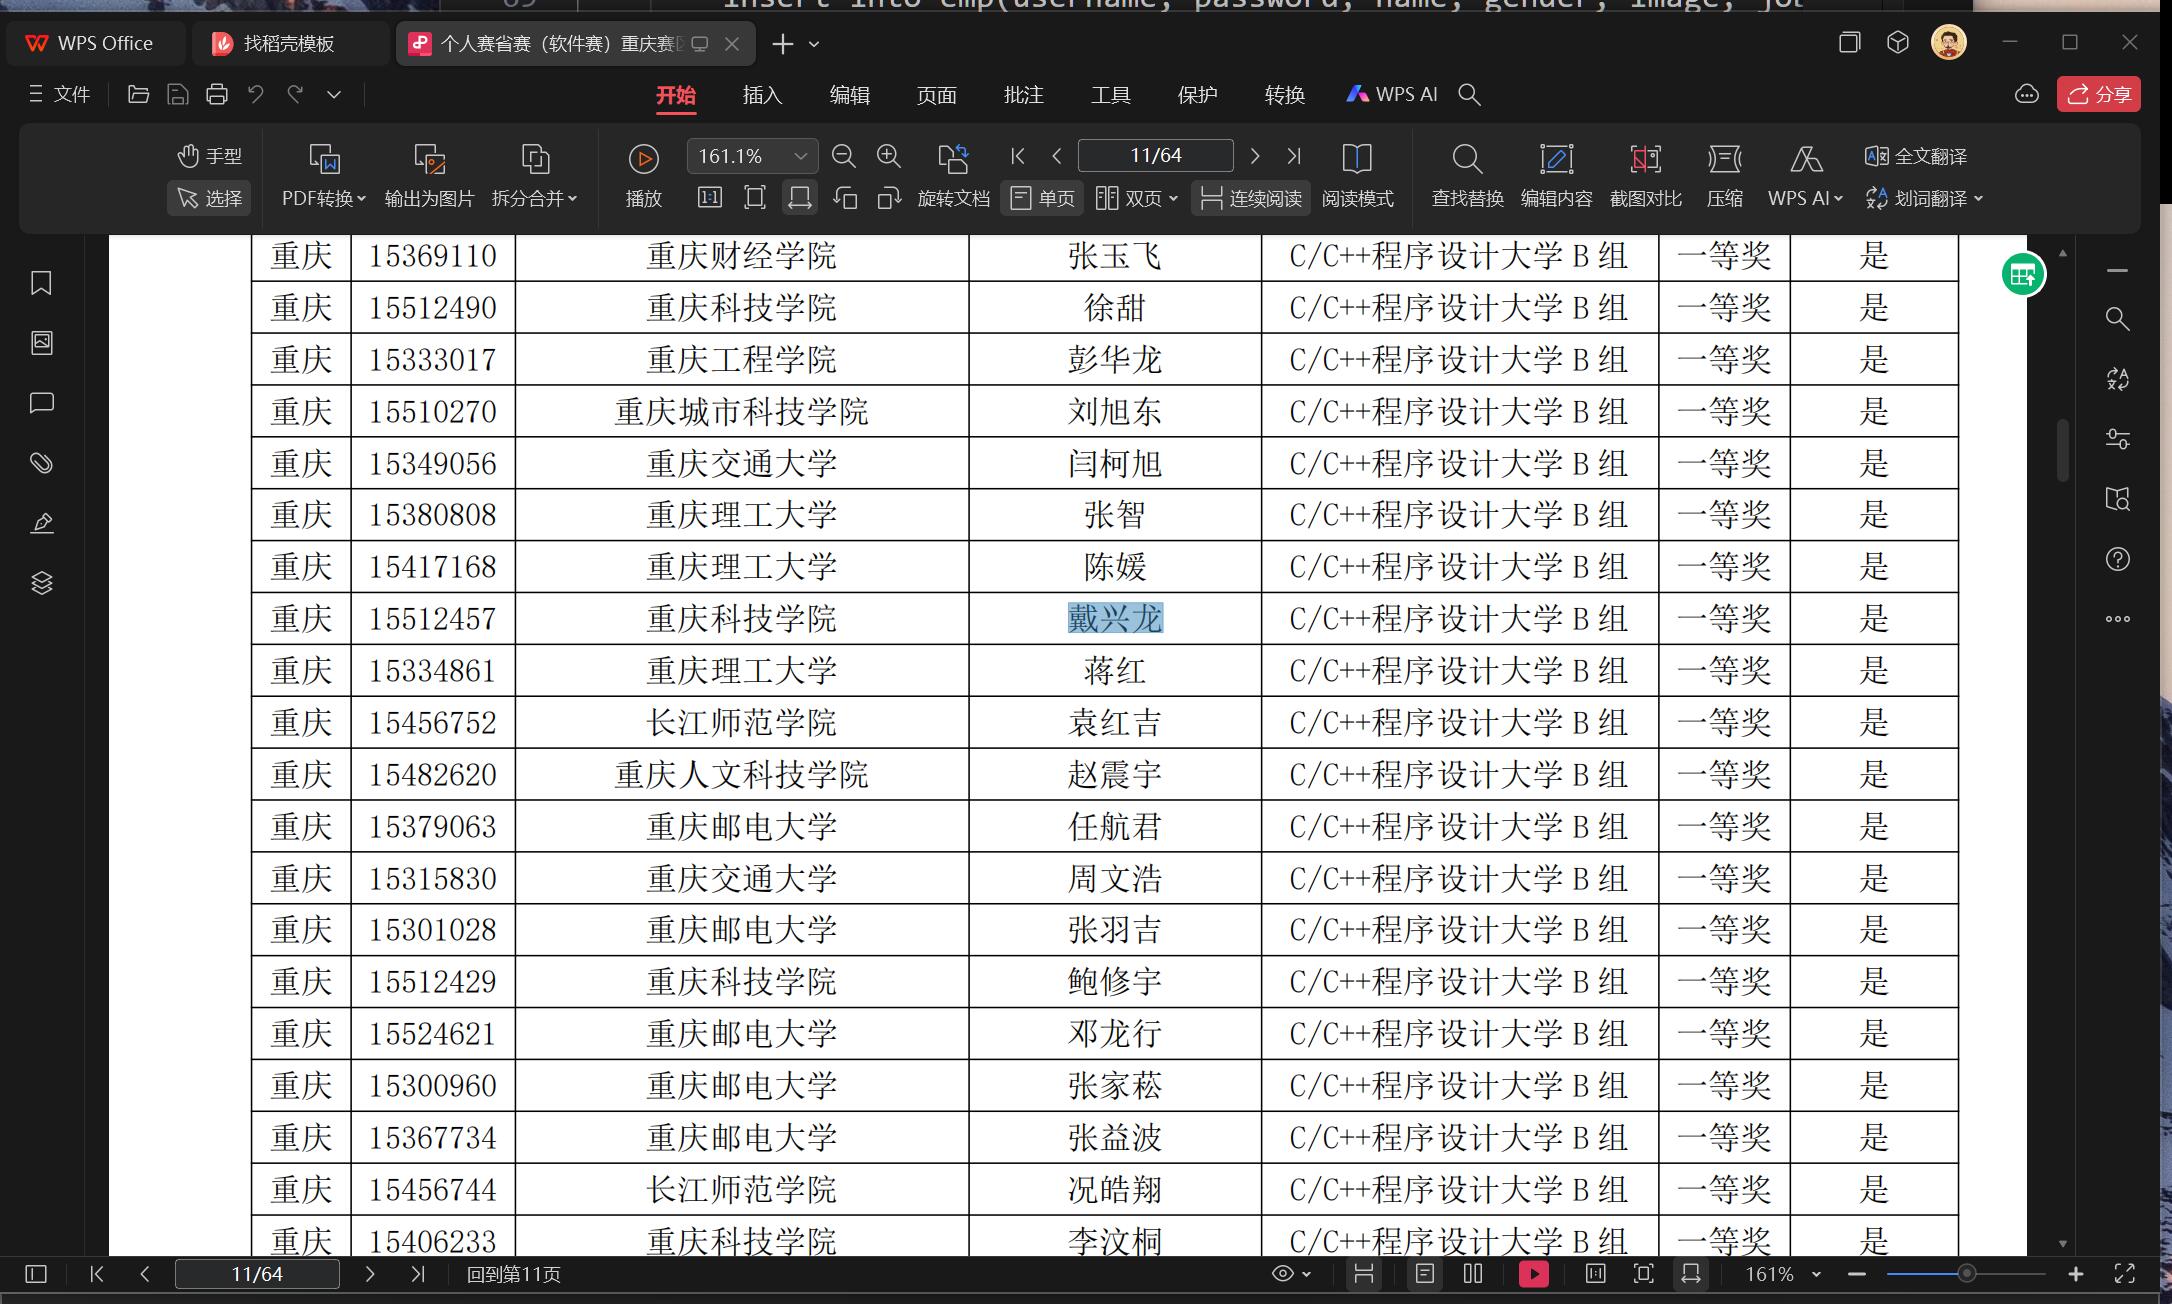 insert into emp(username, password, name, gender, image, job
WPS Office 找稻壳模板 个人赛省赛（软件赛）重庆赛区
文件 开始 插入 编辑 页面 批注 工具 保护 转换 WPS AI 分享
手型 161.1% 11/64 全文翻译
选择 PDF转换 输出为图片 拆分合并 播放 旋转文档 单页 双页 连续阅读 阅读模式 查找替换 编辑内容 截图对比 压缩 WPS AI 划词翻译
重庆 15369110 重庆财经学院 张玉飞 C/C++程序设计大学 B 组 一等奖 是
重庆 15512490 重庆科技学院 徐甜 C/C++程序设计大学 B 组 一等奖 是
重庆 15333017 重庆工程学院 彭华龙 C/C++程序设计大学 B 组 一等奖 是
重庆 15510270 重庆城市科技学院 刘旭东 C/C++程序设计大学 B 组 一等奖 是
重庆 15349056 重庆交通大学 闫柯旭 C/C++程序设计大学 B 组 一等奖 是
重庆 15380808 重庆理工大学 张智 C/C++程序设计大学 B 组 一等奖 是
重庆 15417168 重庆理工大学 陈媛 C/C++程序设计大学 B 组 一等奖 是
重庆 15512457 重庆科技学院 戴兴龙 C/C++程序设计大学 B 组 一等奖 是
重庆 15334861 重庆理工大学 蒋红 C/C++程序设计大学 B 组 一等奖 是
重庆 15456752 长江师范学院 袁红吉 C/C++程序设计大学 B 组 一等奖 是
重庆 15482620 重庆人文科技学院 赵震宇 C/C++程序设计大学 B 组 一等奖 是
重庆 15379063 重庆邮电大学 任航君 C/C++程序设计大学 B 组 一等奖 是
重庆 15315830 重庆交通大学 周文浩 C/C++程序设计大学 B 组 一等奖 是
重庆 15301028 重庆邮电大学 张羽吉 C/C++程序设计大学 B 组 一等奖 是
重庆 15512429 重庆科技学院 鲍修宇 C/C++程序设计大学 B 组 一等奖 是
重庆 15524621 重庆邮电大学 邓龙行 C/C++程序设计大学 B 组 一等奖 是
重庆 15300960 重庆邮电大学 张家菘 C/C++程序设计大学 B 组 一等奖 是
重庆 15367734 重庆邮电大学 张益波 C/C++程序设计大学 B 组 一等奖 是
重庆 15456744 长江师范学院 况皓翔 C/C++程序设计大学 B 组 一等奖 是
重庆 15406233 重庆科技学院 李汶桐 C/C++程序设计大学 B 组 一等奖 是
11/64 回到第11页 161%